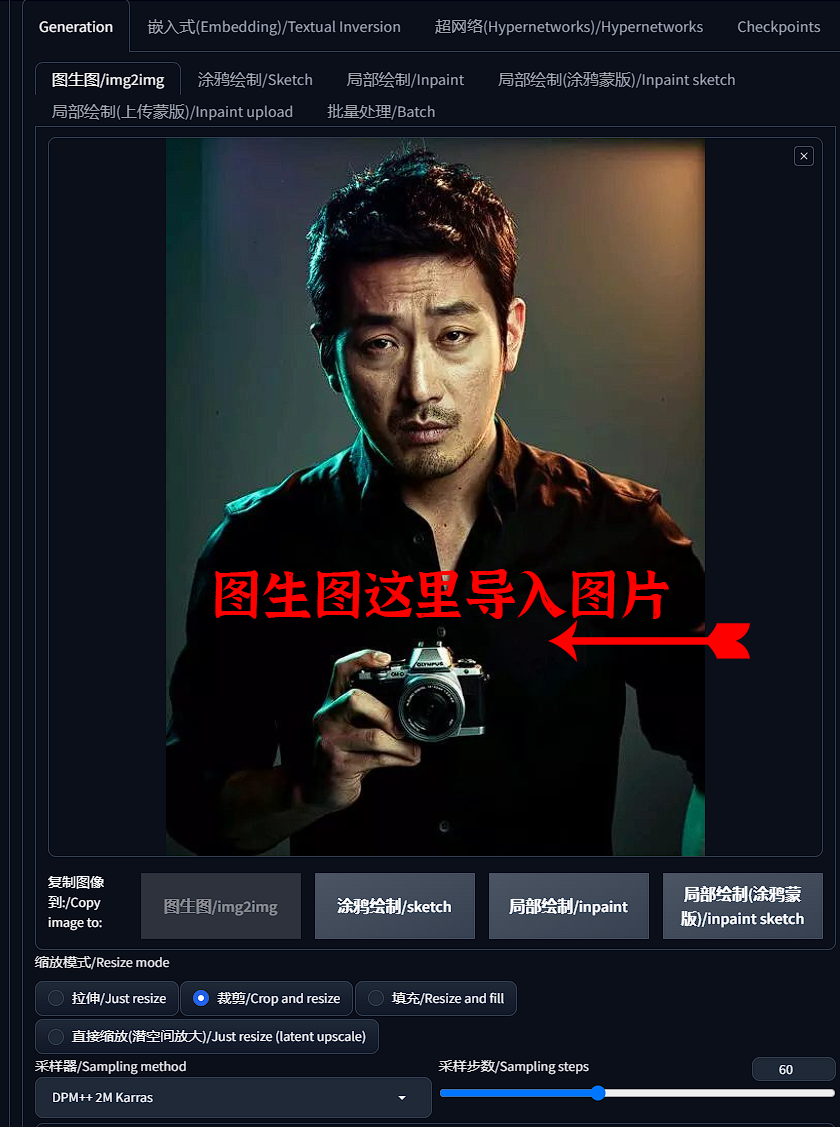 Generation 嵌入式(Embedding)/Textual Inversion 超网络(Hypernetworks)/Hypernetworks Checkpoints
图生图/img2img 涂鸦绘制/Sketch 局部绘制/Inpaint 局部绘制(涂鸦蒙版)/Inpaint sketch
局部绘制(上传蒙版)/Inpaint upload 批量处理/Batch
图生图这里导入图片
OLYMPUS
复制图像
到:/Copy
image to:
图生图/img2img
涂鸦绘制/sketch
局部绘制/inpaint
局部绘制(涂鸦蒙
版)/inpaint sketch
缩放模式/Resize mode
拉伸/Just resize 裁剪/Crop and resize 填充/Resize and fill
直接缩放(潜空间放大)/Just resize (latent upscale)
采样器/Sampling method 采样步数/Sampling steps 60
DPM++ 2M Karras